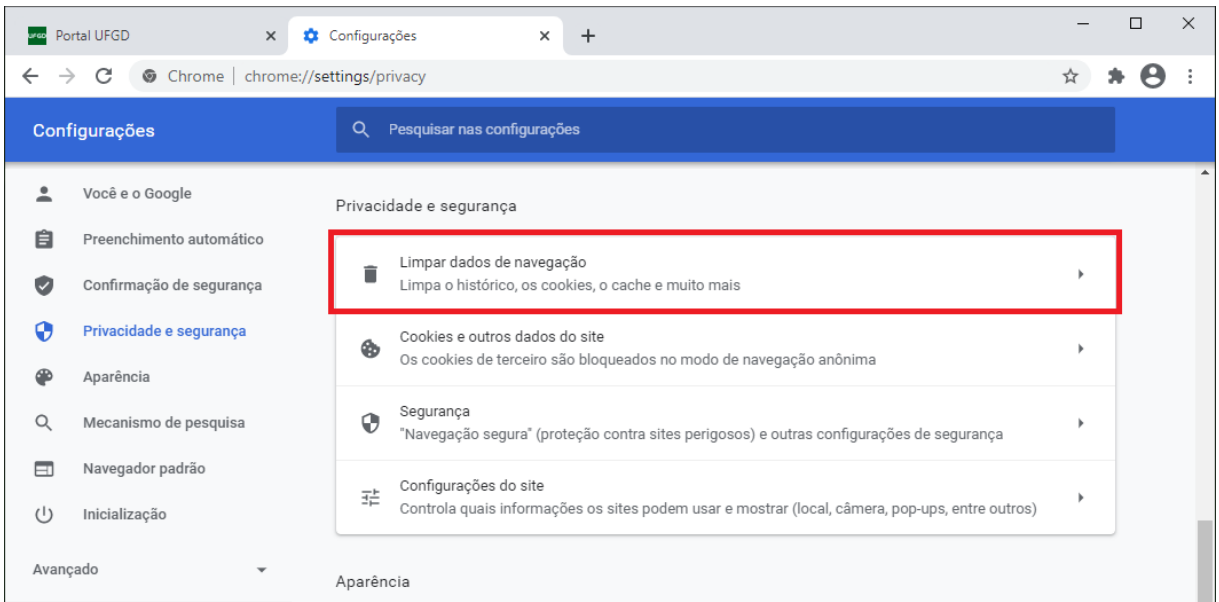 UFGD Portal UFGD
Configurações
Chrome | chrome://settings/privacy
Configurações
Pesquisar nas configurações
Você e o Google
Preenchimento automático
Confirmação de segurança
Privacidade e segurança
Aparência
Mecanismo de pesquisa
Navegador padrão
Inicialização
Avançado
Privacidade e segurança
Limpar dados de navegação
Limpa o histórico, os cookies, o cache e muito mais
Cookies e outros dados do site
Os cookies de terceiro são bloqueados no modo de navegação anônima
Segurança
"Navegação segura" (proteção contra sites perigosos) e outras configurações de segurança
Configurações do site
Controla quais informações os sites podem usar e mostrar (local, câmera, pop-ups, entre outros)
Aparência